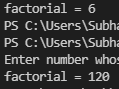 factorial = 6
PS C:\Users\Subha
PS C:\Users\Subha
Enter number whos
factorial = 120